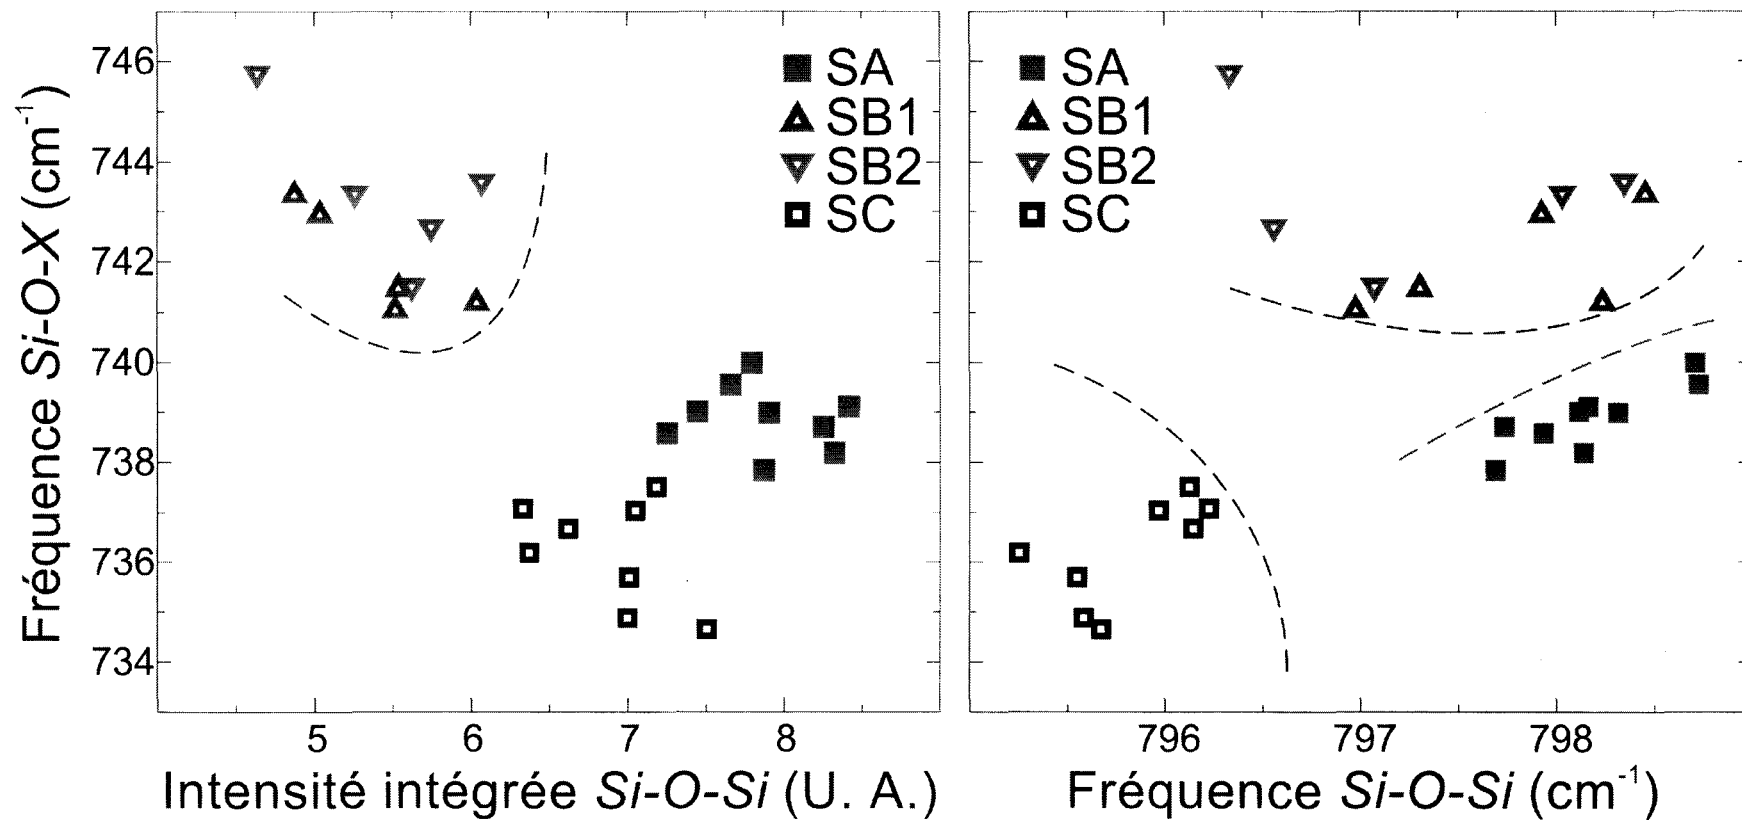 Fréquence Si-O-X (cm-1)
746
744
742
740
738
736
734
SA
SB1
SB2
SC
5 6 7 8
Intensité intégrée Si-O-Si (U. A.)
SA
SB1
SB2
SC
796 797 798
Fréquence Si-O-Si (cm-1)